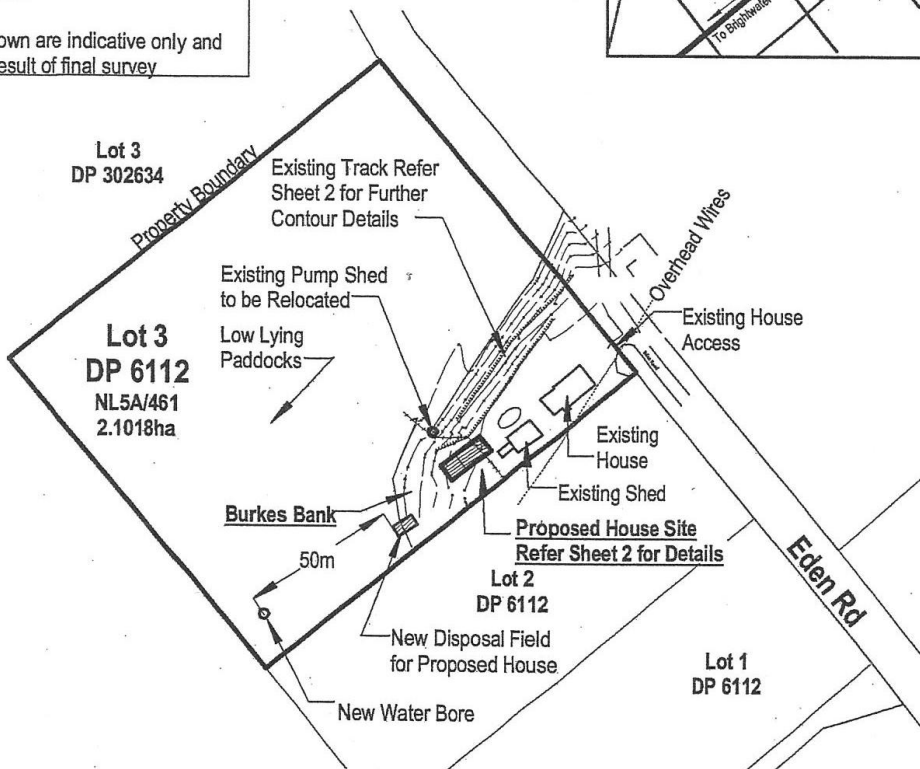 own are indicative only and
esult of final survey
To Brightwater
Lot 3
DP 302634
Property Boundary
Existing Track Refer
Sheet 2 for Further
Contour Details
Overhead Wires
Existing Pump Shed
to be Relocated
Low Lying
Paddocks
Existing House
Access
Lot 3
DP 6112
NL5A/461
2.1018ha
Existing
House
Existing Shed
Burkes Bank
Proposed House Site
Refer Sheet 2 for Details
50m
Lot 2
DP 6112
Eden Rd
New Disposal Field
for Proposed House
Lot 1
DP 6112
New Water Bore